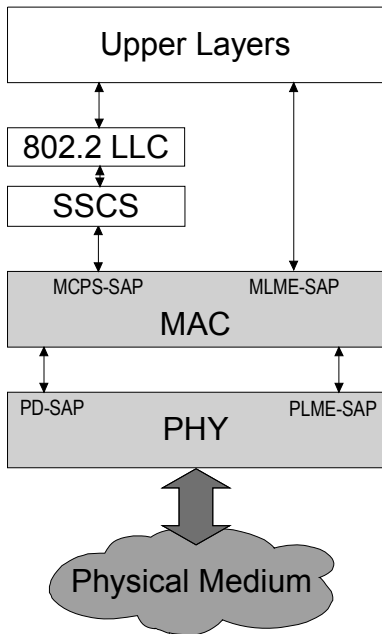 Upper Layers
802.2 LLC
SSCS
MCPS-SAP MLME-SAP
MAC
PD-SAP PLME-SAP
PHY
Physical Medium